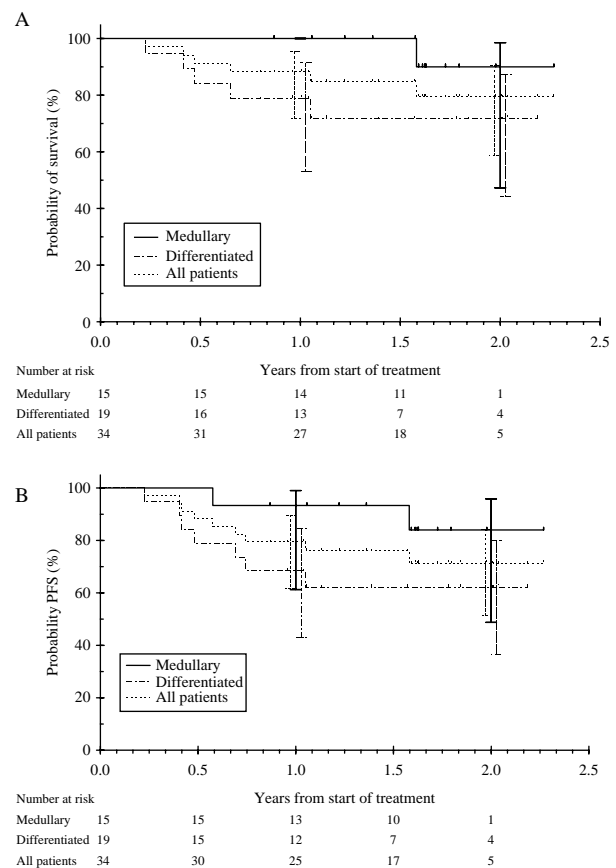 A
100
80
60
40
20
0
Probability of survival (%)
Medullary
Differentiated
All patients
0.0 0.5 1.0 1.5 2.0 2.5
Number at risk Years from start of treatment
Medullary 15 15 14 11 1
Differentiated 19 16 13 7 4
All patients 34 31 27 18 5
B
100
80
60
40
20
0
Probability PFS (%)
Medullary
Differentiated
All patients
0.0 0.5 1.0 1.5 2.0 2.5
Number at risk Years from start of treatment
Medullary 15 15 13 10 1
Differentiated 19 15 12 7 4
All patients 34 30 25 17 5